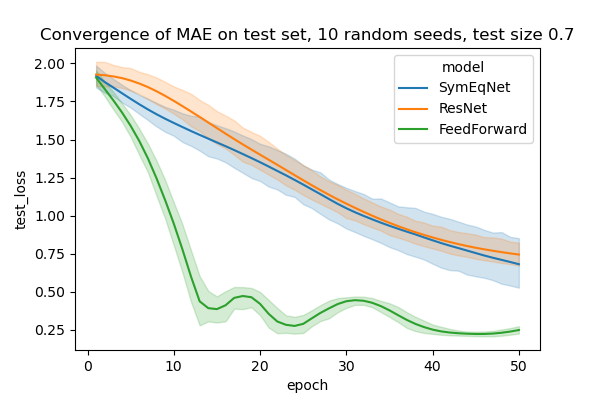 Convergence of MAE on test set, 10 random seeds, test size 0.7
model
SymEqNet
ResNet
FeedForward
test_loss
2.00
1.75
1.50
1.25
1.00
0.75
0.50
0.25
0 10 20 30 40 50
epoch